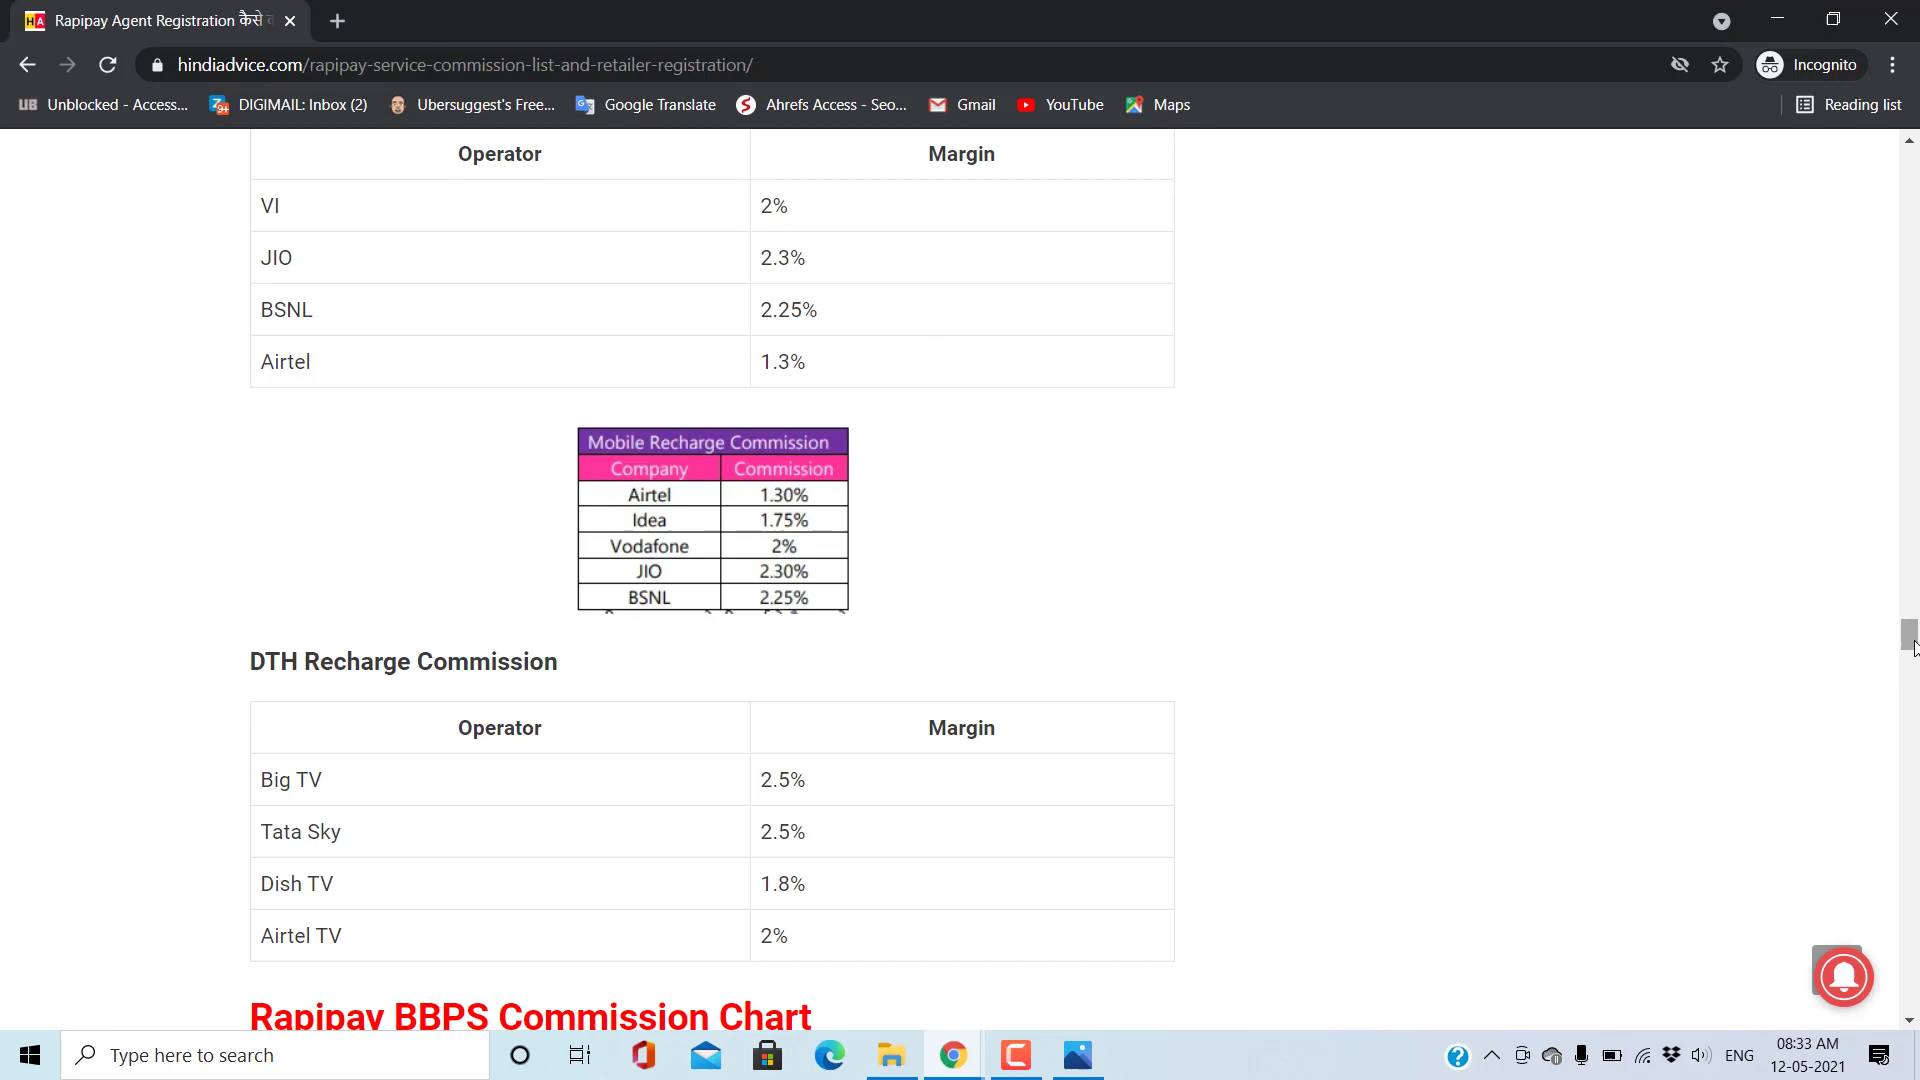 HA Rapipay Agent Registration कैसे
Incognito
hindiadvice.com/rapipay-service-commission-list-and-retailer-registration/
UB Unblocked - Access... DIGIMAIL: Inbox (2) Ubersuggest's Free... Google Translate Ahrefs Access - Seo... Gmail YouTube Maps Reading list
Operator Margin
VI 2%
JIO 2.3%
BSNL 2.25%
Airtel 1.3%
Mobile Recharge Commission
Company Commission
Airtel 1.30%
Idea 1.75%
Vodafone 2%
JIO 2.30%
BSNL 2.25%
DTH Recharge Commission
Operator Margin
Big TV 2.5%
Tata Sky 2.5%
Dish TV 1.8%
Airtel TV 2%
Rapipay BBPS Commission Chart
Type here to search
ENG
08:33 AM
12-05-2021